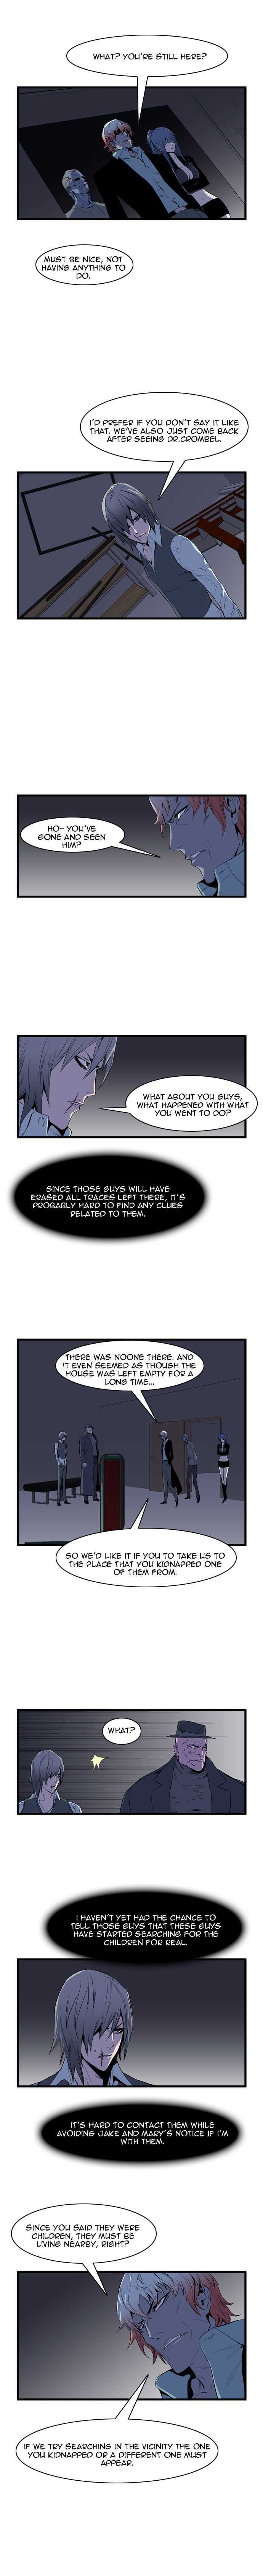 WHAT? YOU'RE STILL HERE?
MUST BE NICE, NOT
HAVING ANYTHING TO
DO.
I'D PREFER IF YOU DON'T SAY IT LIKE
THAT. WE'VE ALSO JUST COME BACK
AFTER SEEING DR.CROMBEL.
HO~ YOU'VE
GONE AND SEEN
HIM?
WHAT ABOUT YOU GUYS,
WHAT HAPPENED WITH WHAT
YOU WENT TO DO?
SINCE THOSE GUYS WILL HAVE
ERASED ALL TRACES LEFT THERE, IT'S
PROBABLY HARD TO FIND ANY CLUES
RELATED TO THEM.
THERE WAS NOONE THERE. AND
IT EVEN SEEMED AS THOUGH THE
HOUSE WAS LEFT EMPTY FOR A
LONG TIME...
SO WE'D LIKE IT IF YOU TO TAKE US TO
THE PLACE THAT YOU KIDNAPPED ONE
OF THEM FROM.
WHAT?
I HAVEN'T YET HAD THE CHANCE TO
TELL THOSE GUYS THAT THESE GUYS
HAVE STARTED SEARCHING FOR THE
CHILDREN FOR REAL.
IT'S HARD TO CONTACT THEM WHILE
AVOIDING JAKE AND MARY'S NOTICE IF I'M
WITH THEM.
SINCE YOU SAID THEY WERE
CHILDREN, THEY MUST BE
LIVING NEARBY, RIGHT?
IF WE TRY SEARCHING IN THE VICINITY THE ONE
YOU KIDNAPPED OR A DIFFERENT ONE MUST
APPEAR.